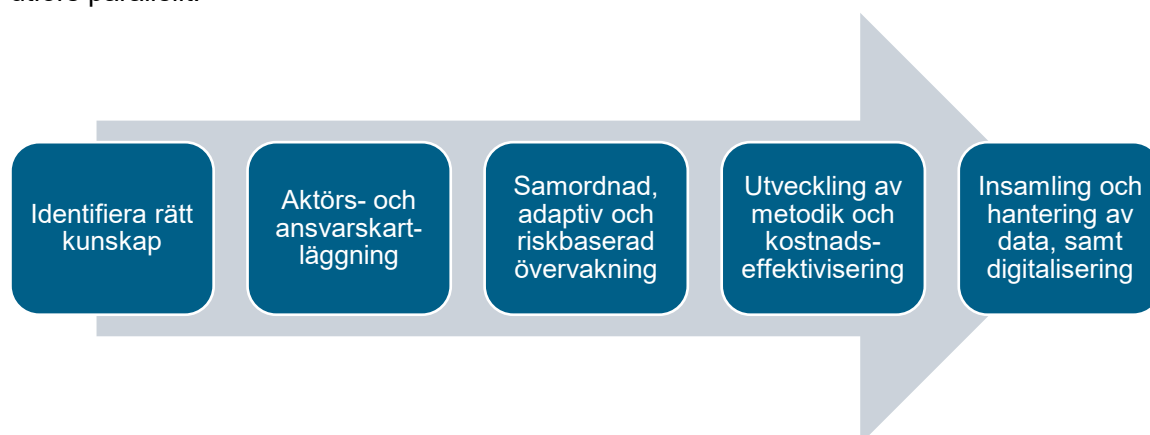 Identifiera rätt
kunskap
Aktörs- och
ansvarskart-
läggning
Samordnad,
adaptiv och
riskbaserad
övervakning
Utveckling av
metodik och
kostnads-
effektivisering
Insamling och
hantering av
data, samt
digitalisering